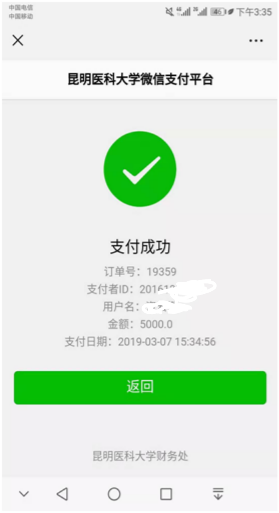 中国电信
中国移动
下午3:35
昆明医科大学微信支付平台
支付成功
订单号：19359
支付者ID：20161
用户名：
金额：5000.0
支付日期：2019-03-07 15:34:56
返回
昆明医科大学财务处